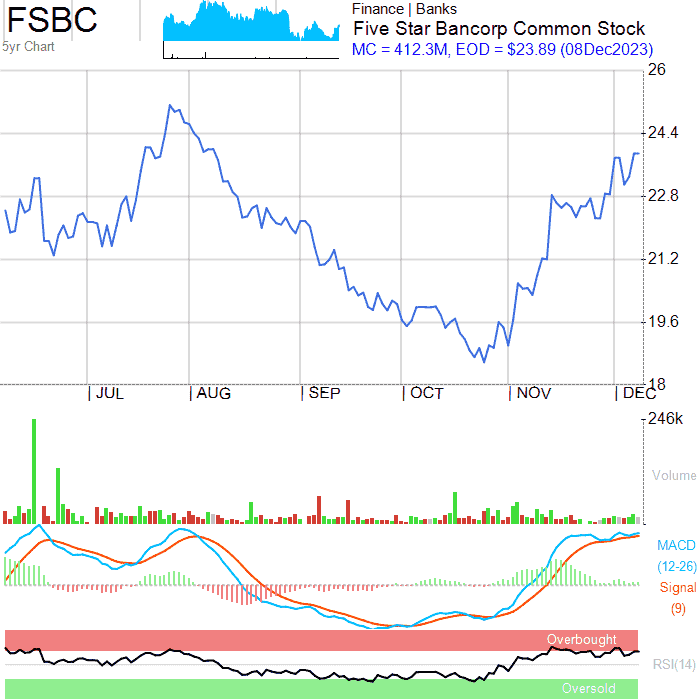 FSBC
5yr Chart
Finance | Banks
Five Star Bancorp Common Stock
MC = 412.3M, EOD = $23.89 (08Dec2023)
26
24.4
22.8
21.2
19.6
18
JUL AUG SEP OCT NOV DEC
246k
Volume
MACD
(12-26)
Signal
(9)
Overbought
RSI(14)
Oversold